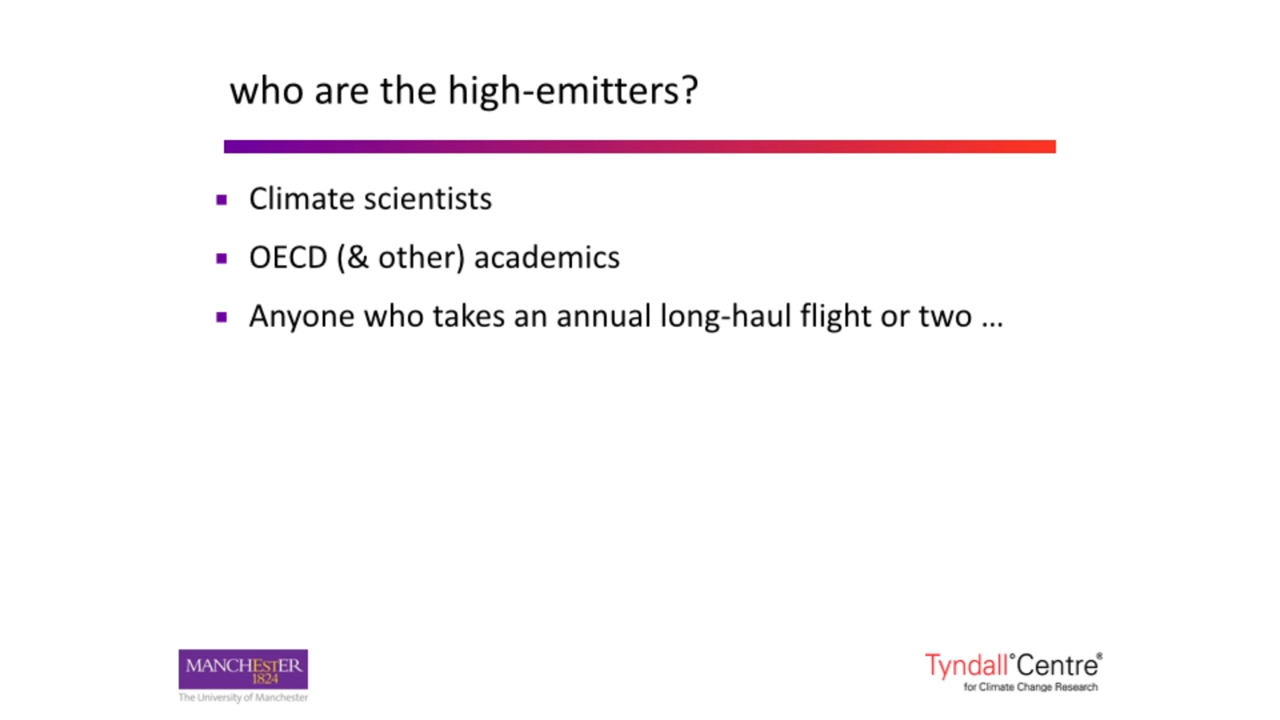 who are the high-emitters?
Climate scientists
OECD (& other) academics
Anyone who takes an annual long-haul flight or two ...
MANCHEsTER
1824
The University of Manchester
Tyndall°Centre®
for Climate Change Research